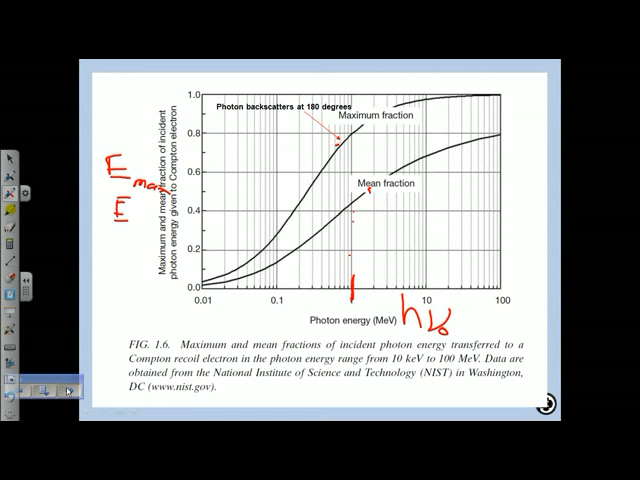 Photon backscatters at 180 degrees
Maximum fraction
Mean fraction
Maximum and mean fraction of incident
photon energy given to Compton electron
1.0
0.8
0.6
0.4
0.2
0.0
0.01 0.1 1 10 100
Photon energy (MeV)
E max
E
hν₀
FIG. 1.6. Maximum and mean fractions of incident photon energy transferred to a
Compton recoil electron in the photon energy range from 10 keV to 100 MeV. Data are
obtained from the National Institute of Science and Technology (NIST) in Washington,
DC (www.nist.gov).